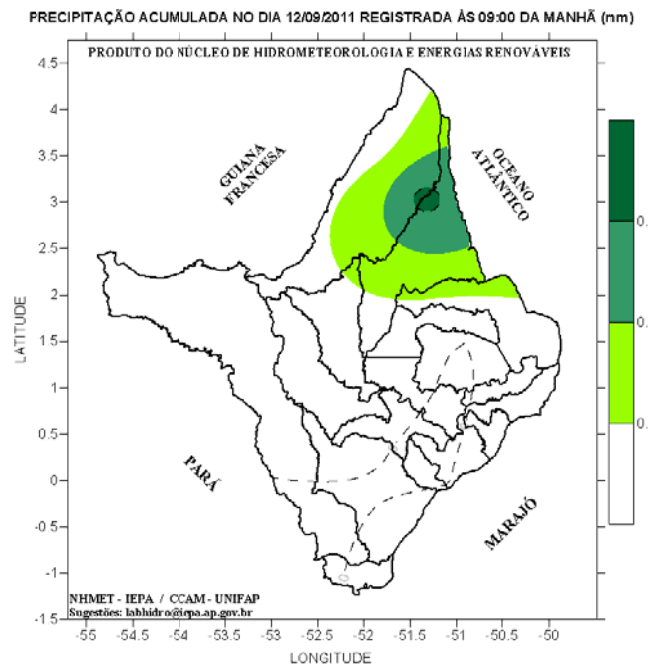 PRECIPITAÇÃO ACUMULADA NO DIA 12/09/2011 REGISTRADA ÀS 09:00 DA MANHÃ (nm)
PRODUTO DO NÚCLEO DE HIDROMETEOROLOGIA E ENERGIAS RENOVÁVEIS
4.5
4
3.5
3
2.5
2
1.5
1
0.5
0
-0.5
-1
-1.5
LATITUDE
GUIANA
FRANCESA
OCEANO
ATLÂNTICO
PARÁ
MARAJÓ
0.
0.
0.
NHMET - IEPA / CCAM - UNIFAP
Sugestões: labhidro@iepa.ap.gov.br
-55 -54.5 -54 -53.5 -53 -52.5 -52 -51.5 -51 -50.5 -50
LONGITUDE